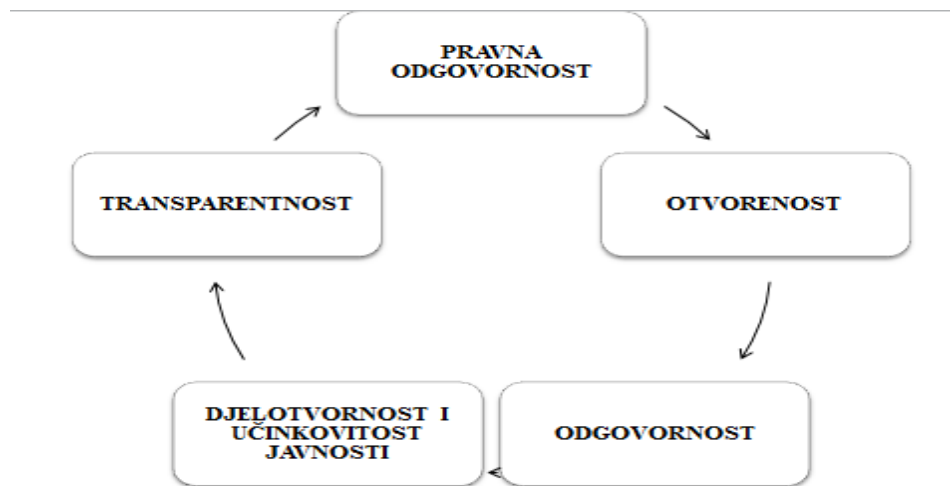 PRAVNA
ODGOVORNOST
TRANSPARENTNOST
OTVORENOST
DJELOTVORNOST I
UČINKOVITOST
JAVNOSTI
ODGOVORNOST